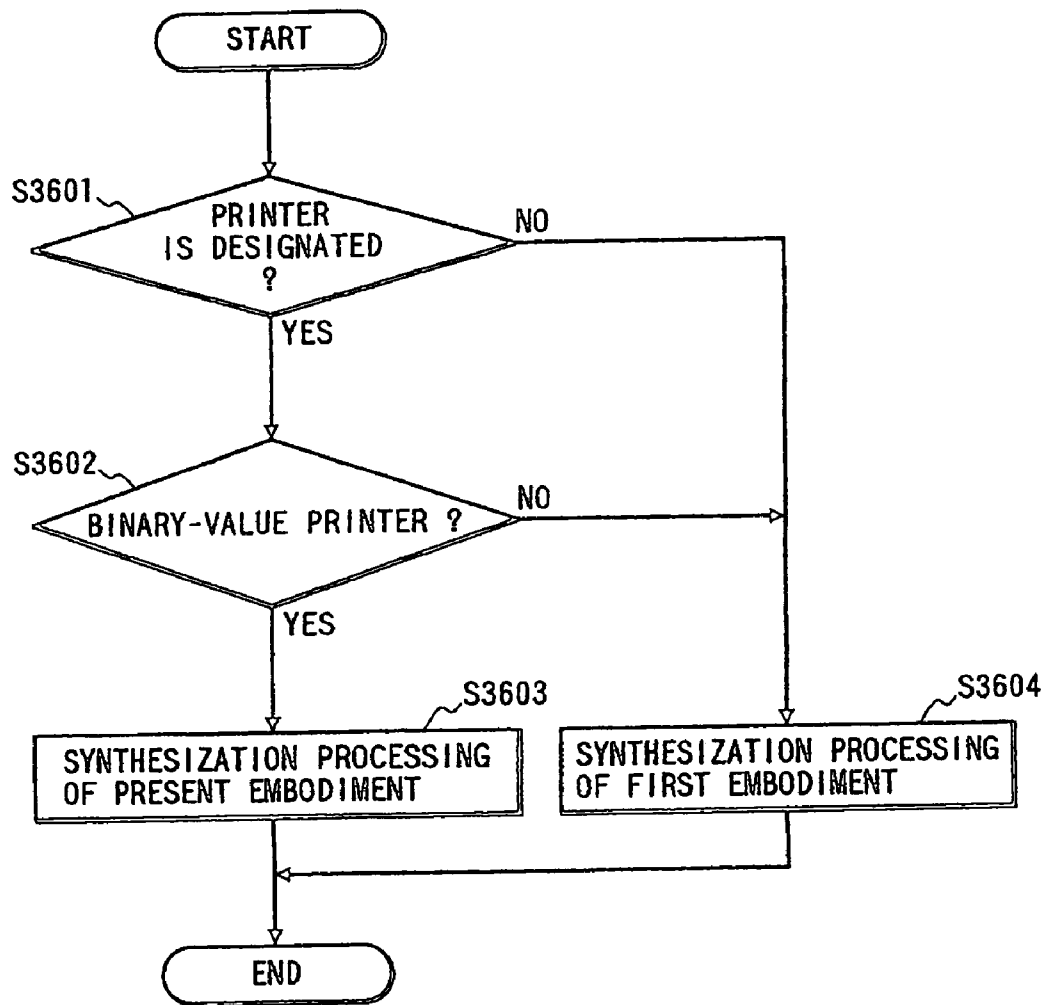 START
S3601
PRINTER
IS DESIGNATED
?
NO
YES
S3602
BINARY-VALUE PRINTER ?
NO
YES
S3603
SYNTHESIZATION PROCESSING
OF PRESENT EMBODIMENT
S3604
SYNTHESIZATION PROCESSING
OF FIRST EMBODIMENT
END